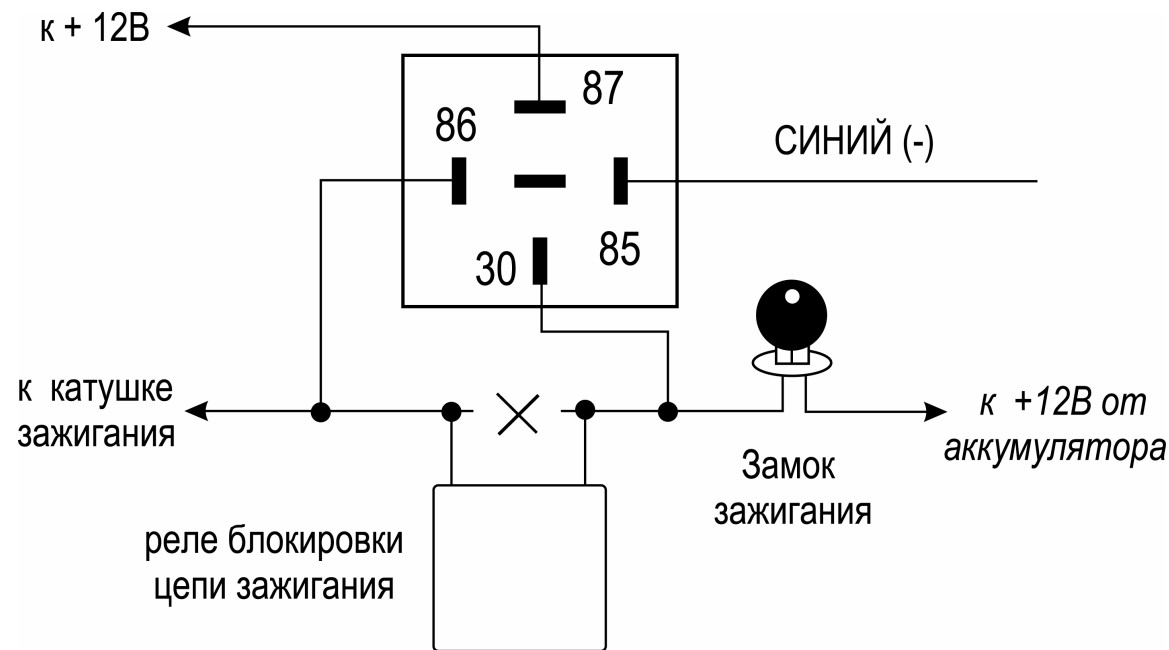 к + 12В
87
86
СИНИЙ (-)
30
85
к катушке
зажигания
к +12В от
аккумулятора
Замок
зажигания
реле блокировки
цепи зажигания